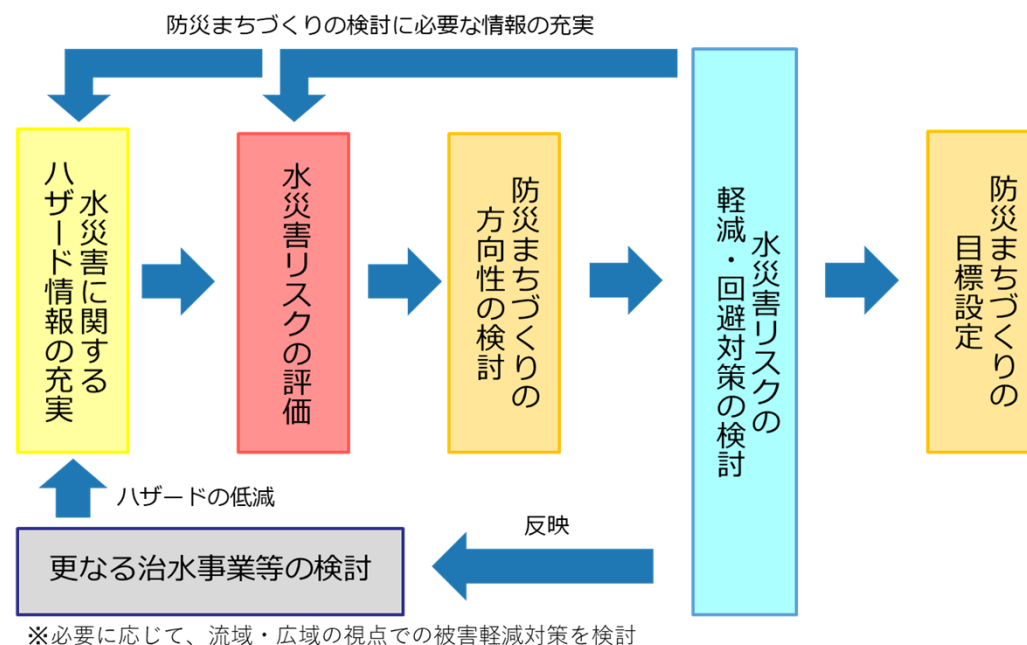 防災まちづくりの検討に必要な情報の充実
水災害に関する
ハザード情報の充実
水災害リスクの評価
防災まちづくりの
方向性の検討
水災害リスクの
軽減・回避対策の検討
防災まちづくりの
目標設定
ハザードの低減
反映
更なる治水事業等の検討
※必要に応じて、流域・広域の視点での被害軽減対策を検討